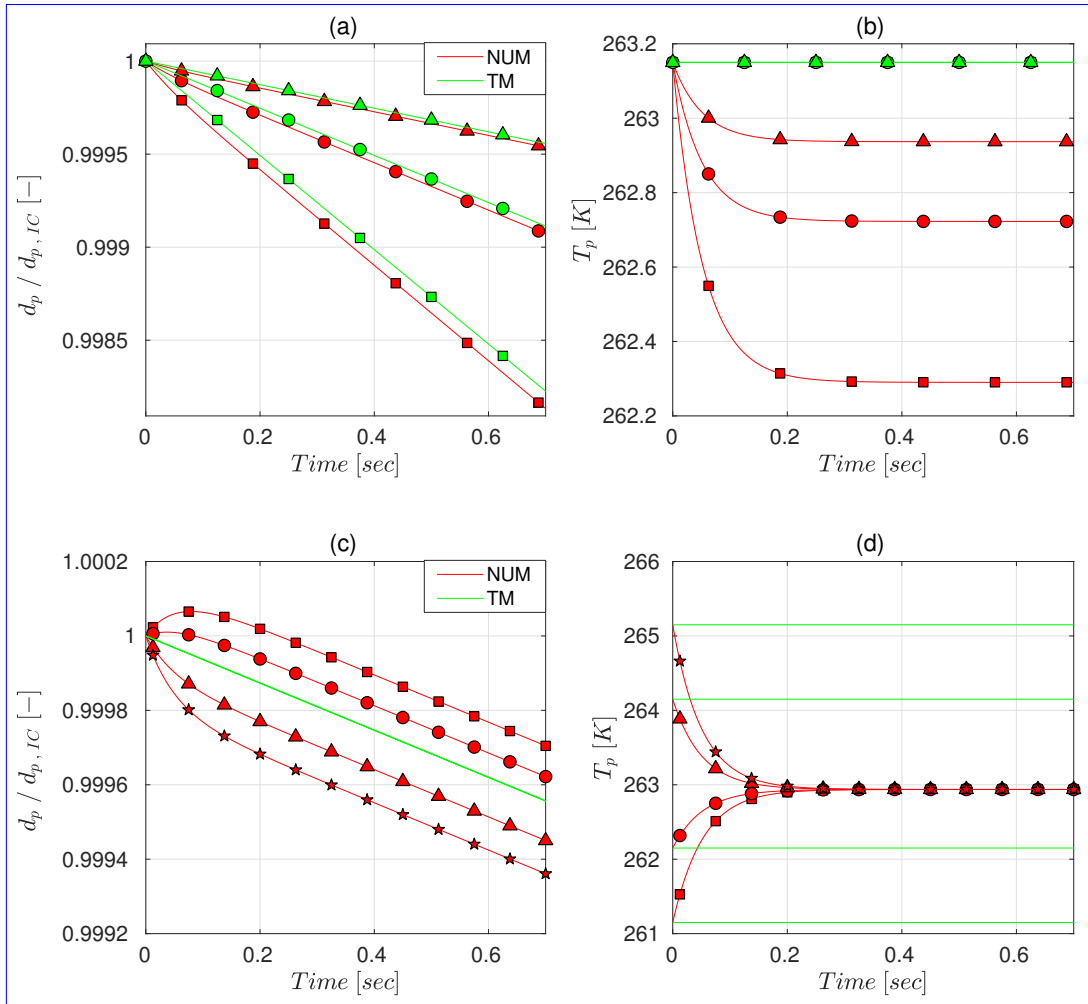 (a)
NUM
TM
1
0.9995
0.999
0.9985
d_p / d_{p, IC} [−]
0 0.2 0.4 0.6
Time [sec]
(b)
263.2
263
262.8
262.6
262.4
262.2
T_p [K]
0 0.2 0.4 0.6
Time [sec]
(c)
NUM
TM
1.0002
1
0.9998
0.9996
0.9994
0.9992
d_p / d_{p, IC} [−]
0 0.2 0.4 0.6
Time [sec]
(d)
266
265
264
263
262
261
T_p [K]
0 0.2 0.4 0.6
Time [sec]